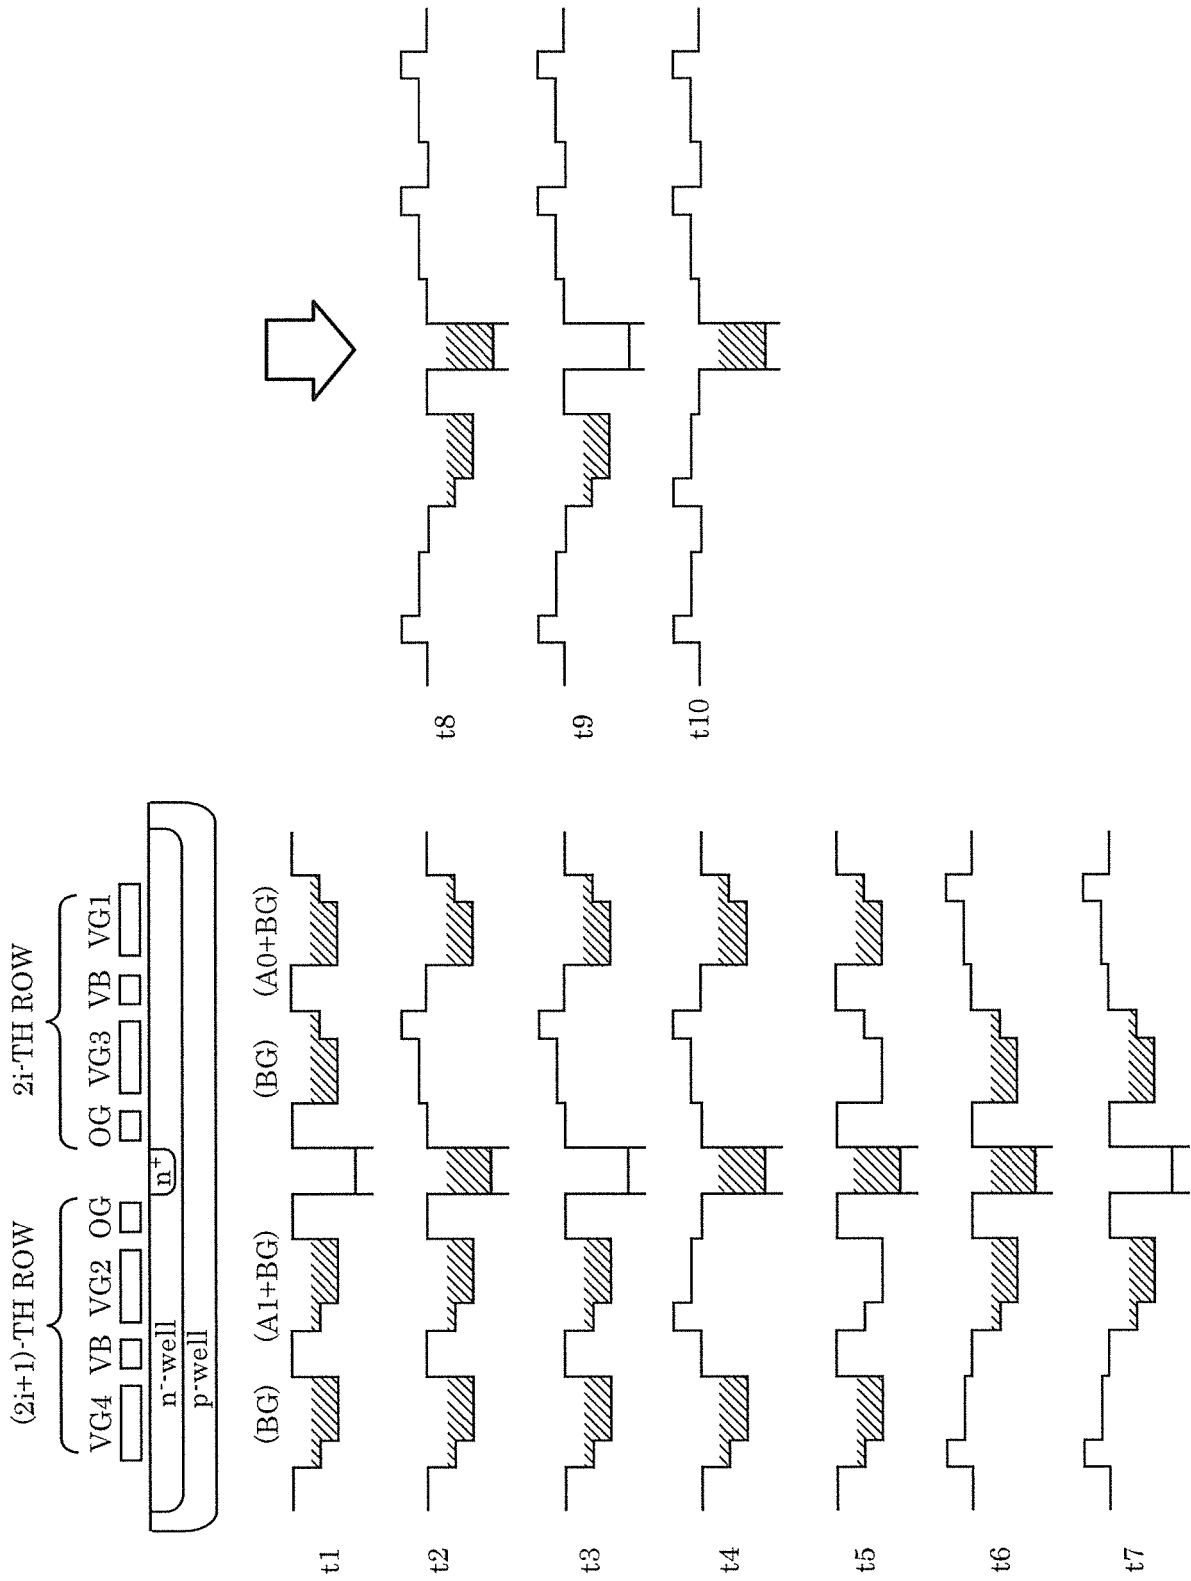 (2i+1)-TH ROW 2i-TH ROW
VG4 VB VG2 OG OG VG3 VB VG1
n⁺
n⁻-well
p-well
(BG) (A1+BG) (BG) (A0+BG)
t1
t2
t3
t4
t5
t6
t7
t8
t9
t10